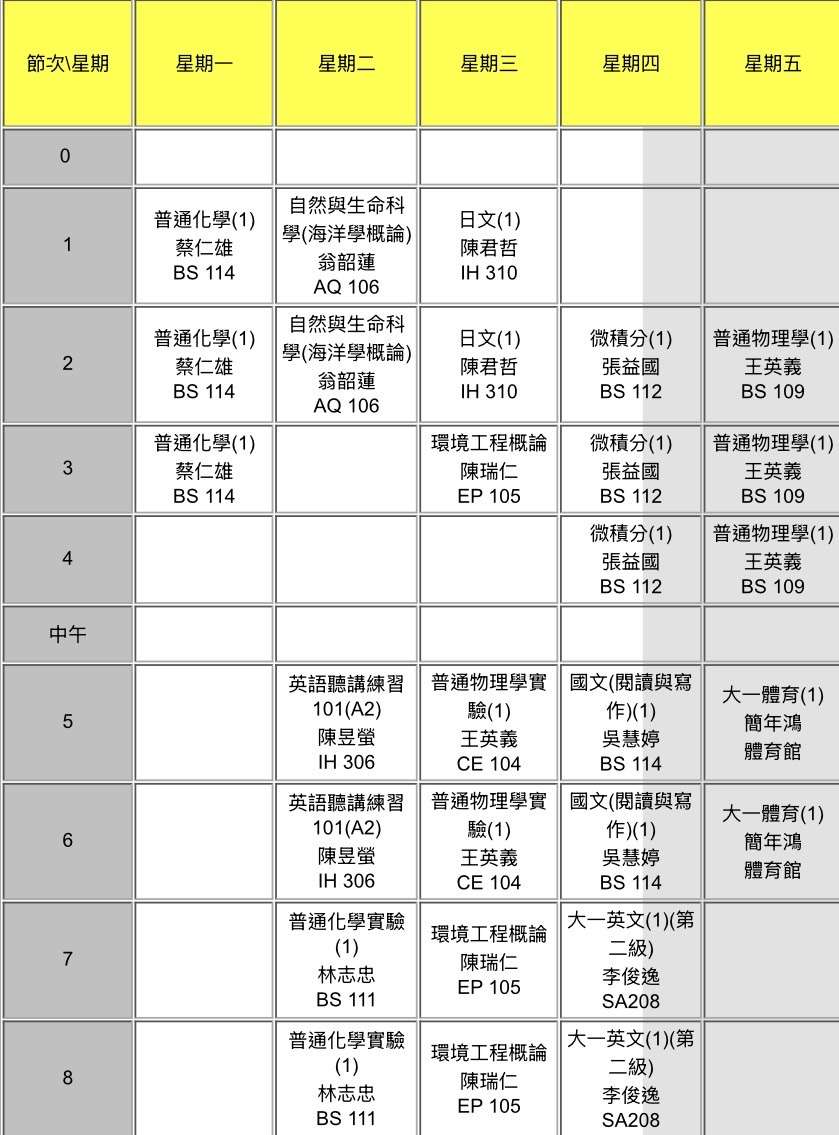 節次\星期 星期一 星期二 星期三 星期四 星期五
0
1
普通化學(1)
蔡仁雄
BS 114
自然與生命科
學(海洋學概論)
翁韶蓮
AQ 106
日文(1)
陳君哲
IH 310
2
普通化學(1)
蔡仁雄
BS 114
自然與生命科
學(海洋學概論)
翁韶蓮
AQ 106
日文(1)
陳君哲
IH 310
微積分(1)
張益國
BS 112
普通物理學(1)
王英義
BS 109
3
普通化學(1)
蔡仁雄
BS 114
環境工程概論
陳瑞仁
EP 105
微積分(1)
張益國
BS 112
普通物理學(1)
王英義
BS 109
4
微積分(1)
張益國
BS 112
普通物理學(1)
王英義
BS 109
中午
5
英語聽講練習
101(A2)
陳昱螢
IH 306
普通物理學實
驗(1)
王英義
CE 104
國文(閱讀與寫
作)(1)
吳慧婷
BS 114
大一體育(1)
簡年鴻
體育館
6
英語聽講練習
101(A2)
陳昱螢
IH 306
普通物理學實
驗(1)
王英義
CE 104
國文(閱讀與寫
作)(1)
吳慧婷
BS 114
大一體育(1)
簡年鴻
體育館
7
普通化學實驗
(1)
林志忠
BS 111
環境工程概論
陳瑞仁
EP 105
大一英文(1)(第
二級)
李俊逸
SA208
8
普通化學實驗
(1)
林志忠
BS 111
環境工程概論
陳瑞仁
EP 105
大一英文(1)(第
二級)
李俊逸
SA208